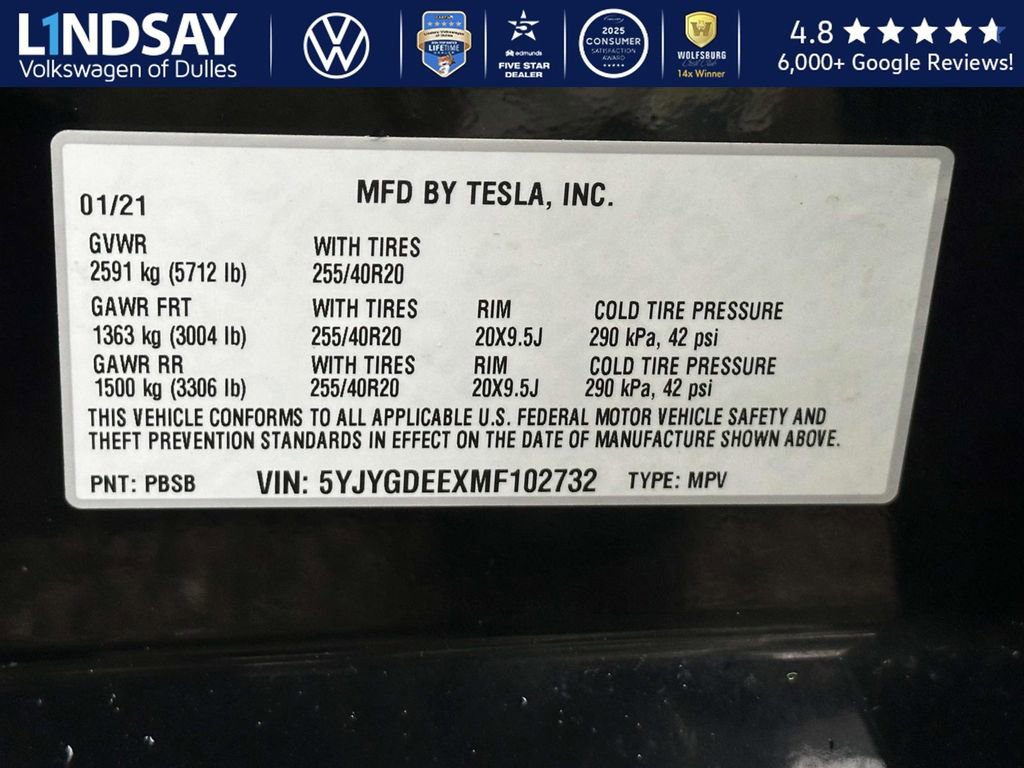 L1NDSAY
Volkswagen of Dulles
LIFETIME
5
edmunds
FIVE STAR
DEALER
2025
CONSUMER
SATISFACTION
AWARD
WOLFSBURG
14x Winner
4.8
6,000+ Google Reviews!
MFD BY TESLA, INC.
01/21
GVWR WITH TIRES
2591 kg (5712 lb) 255/40R20
GAWR FRT WITH TIRES RIM COLD TIRE PRESSURE
1363 kg (3004 lb) 255/40R20 20X9.5J 290 kPa, 42 psi
GAWR RR WITH TIRES RIM COLD TIRE PRESSURE
1500 kg (3306 lb) 255/40R20 20X9.5J 290 kPa, 42 psi
THIS VEHICLE CONFORMS TO ALL APPLICABLE U.S. FEDERAL MOTOR VEHICLE SAFETY AND
THEFT PREVENTION STANDARDS IN EFFECT ON THE DATE OF MANUFACTURE SHOWN ABOVE.
PNT: PBSB VIN: 5YJYGDEEXMF102732 TYPE: MPV